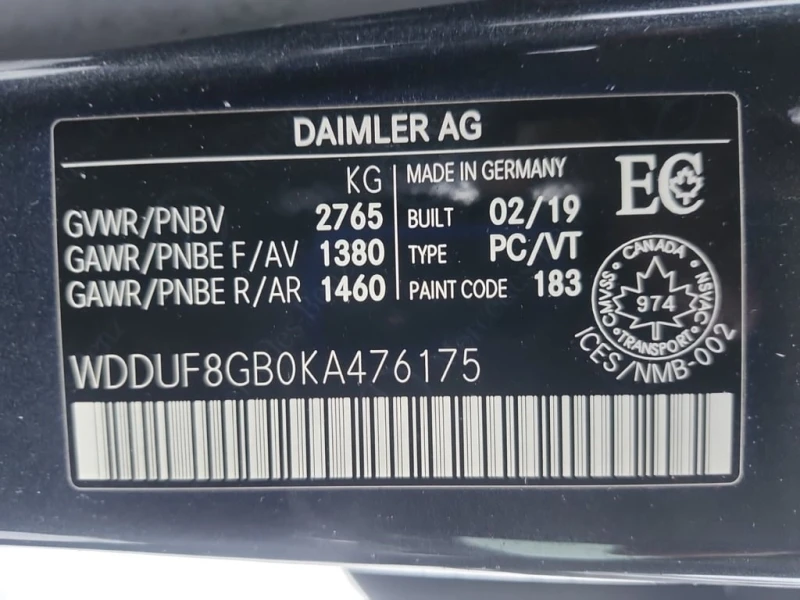 DAIMLER AG
KG
GVWR/PNBV 2765
GAWR/PNBE F/AV 1380
GAWR/PNBE R/AR 1460
MADE IN GERMANY
BUILT 02/19
TYPE PC/VT
PAINT CODE 183
EC
CANADA
SSVNC NSVAC
974
TRANSPORT
ICES/NMB-002
WDDUF8GB0KA476175